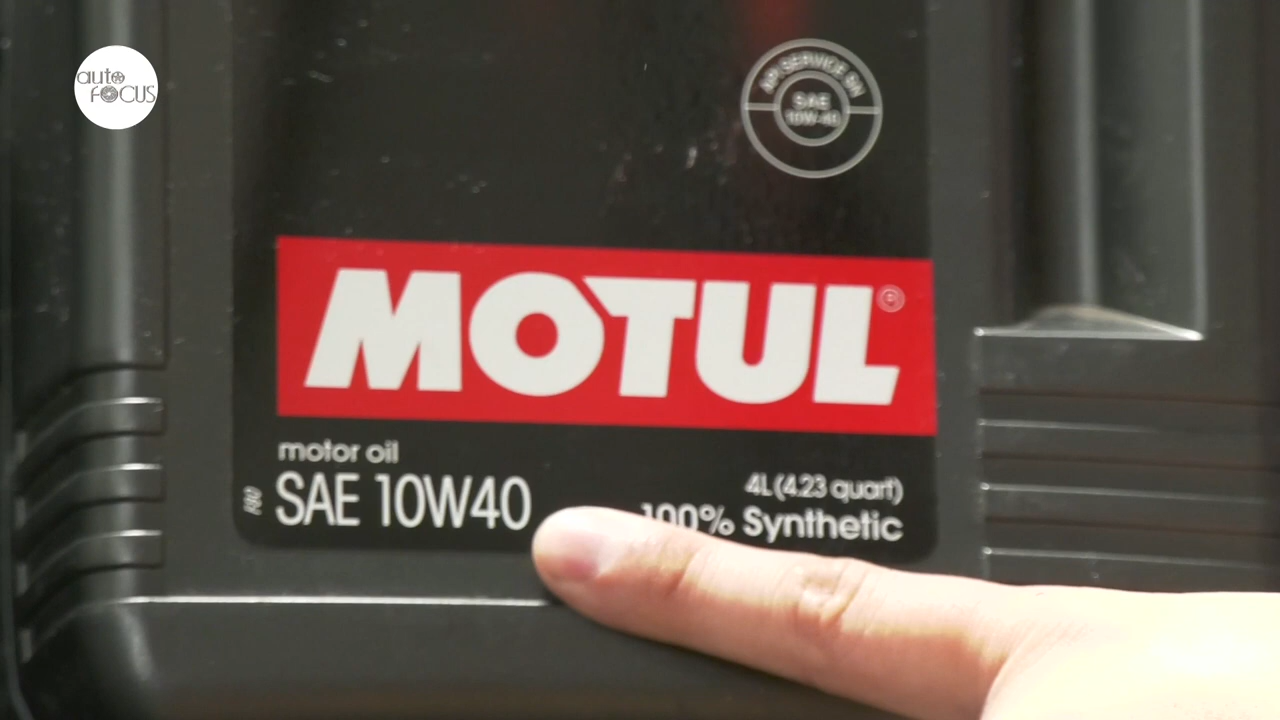 auto
FOCUS
API SERVICE SN
SAE
10W-40
MOTUL®
motor oil
SAE 10W40
4L (4.23 quart)
100% Synthetic